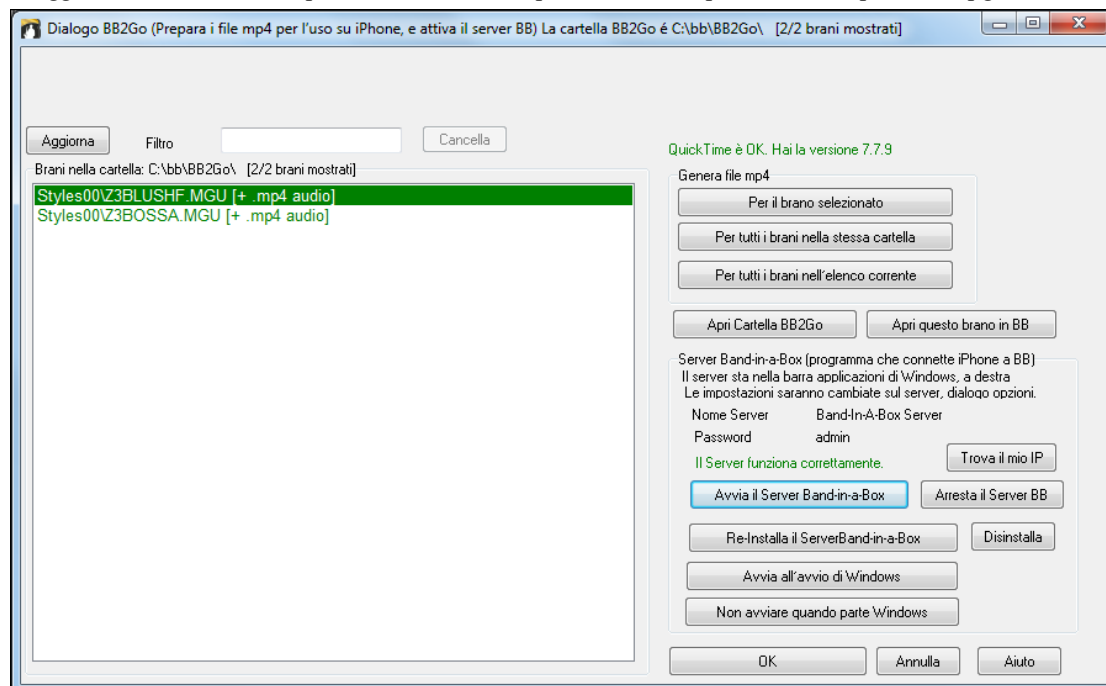 Dialogo BB2Go (Prepara i file mp4 per l'uso su iPhone, e attiva il server BB) La cartella BB2Go é C:\bb\BB2Go\ [2/2 brani mostrati]
Aggiorna
Filtro
Cancella
Brani nella cartella: C:\bb\BB2Go\ [2/2 brani mostrati]
Styles00\Z3BLUSHF.MGU [+ .mp4 audio]
Styles00\Z3BOSSA.MGU [+ .mp4 audio]
QuickTime è OK. Hai la versione 7.7.9
Genera file mp4
Per il brano selezionato
Per tutti i brani nella stessa cartella
Per tutti i brani nell'elenco corrente
Apri Cartella BB2Go
Apri questo brano in BB
Server Band-in-a-Box (programma che connette iPhone a BB)
Il server sta nella barra applicazioni di Windows, a destra
Le impostazioni saranno cambiate sul server, dialogo opzioni.
Nome Server Band-In-A-Box Server
Password admin
Il Server funziona correttamente.
Trova il mio IP
Avvia il Server Band-in-a-Box
Arresta il Server BB
Re-Installa il ServerBand-in-a-Box
Disinstalla
Avvia all'avvio di Windows
Non avviare quando parte Windows
OK
Annulla
Aiuto